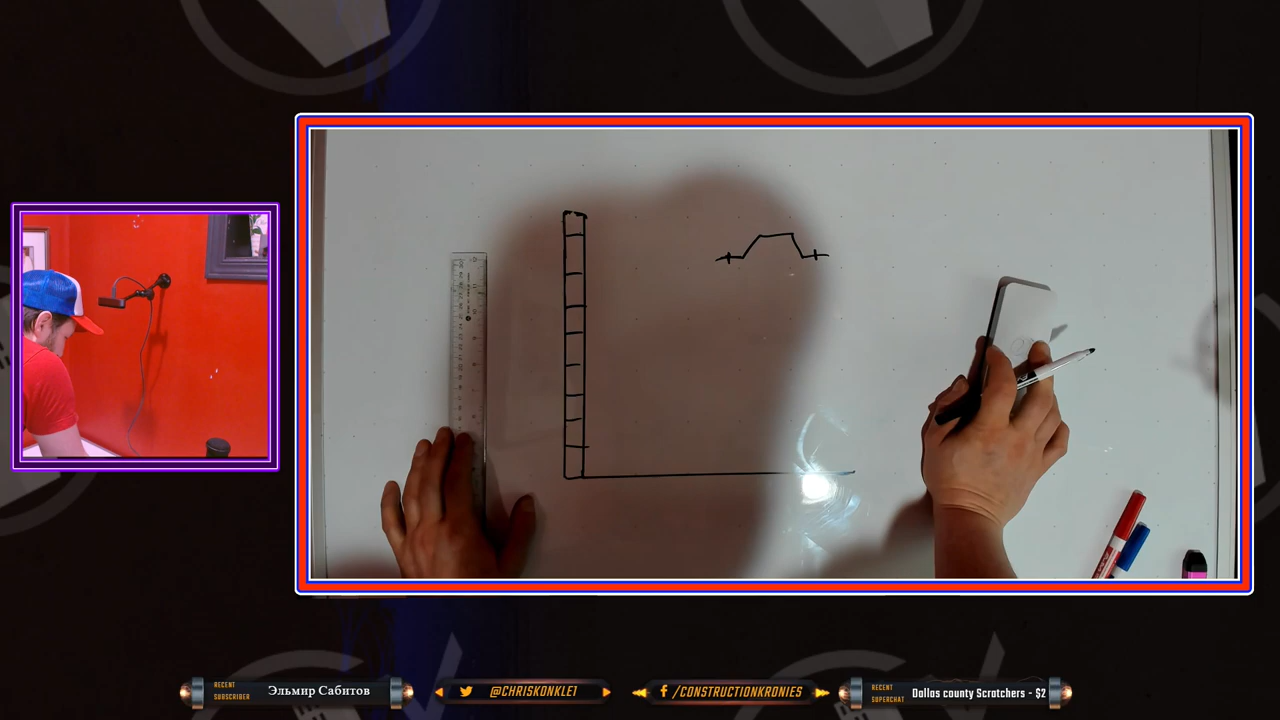 RECENT
SUBSCRIBER
Эльмир Сабитов
@CHRISKONKLE1
/CONSTRUCTIONKRONIES
RECENT
SUPERCHAT
Dallas county Scratchers - $2